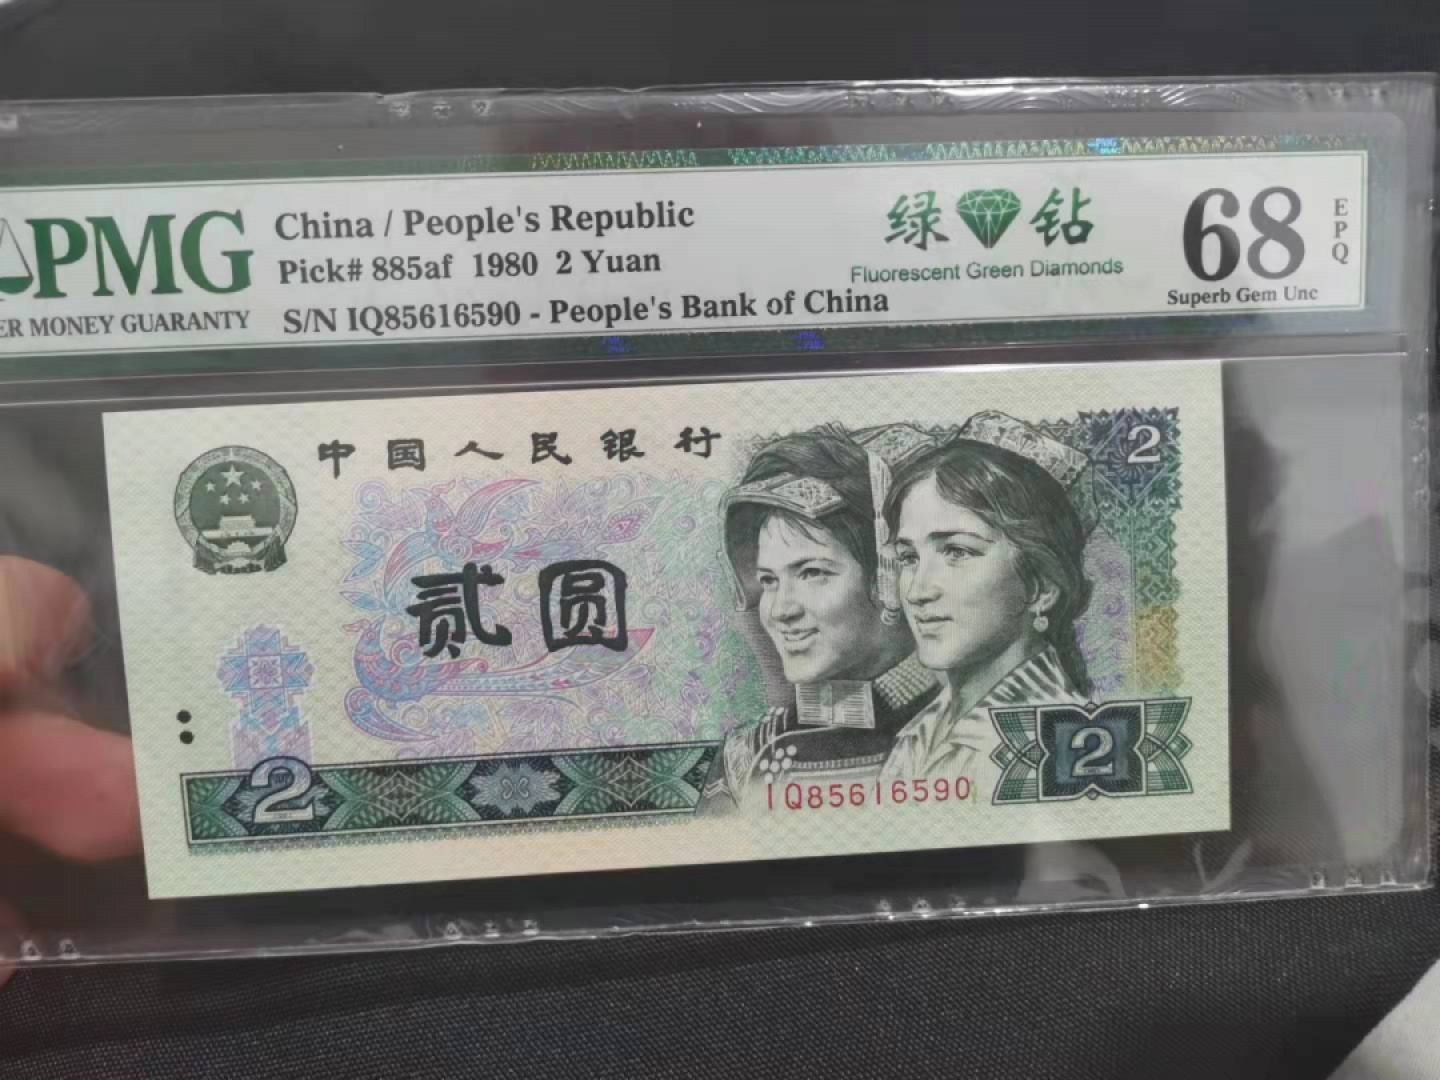 PMG
ER MONEY GUARANTY
China / People's Republic
Pick# 885af 1980 2 Yuan
S/N IQ85616590 - People's Bank of China
绿钻
Fluorescent Green Diamonds
68
EPQ
Superb Gem Unc
中国人民银行
2
贰圆
2
2
IQ85616590